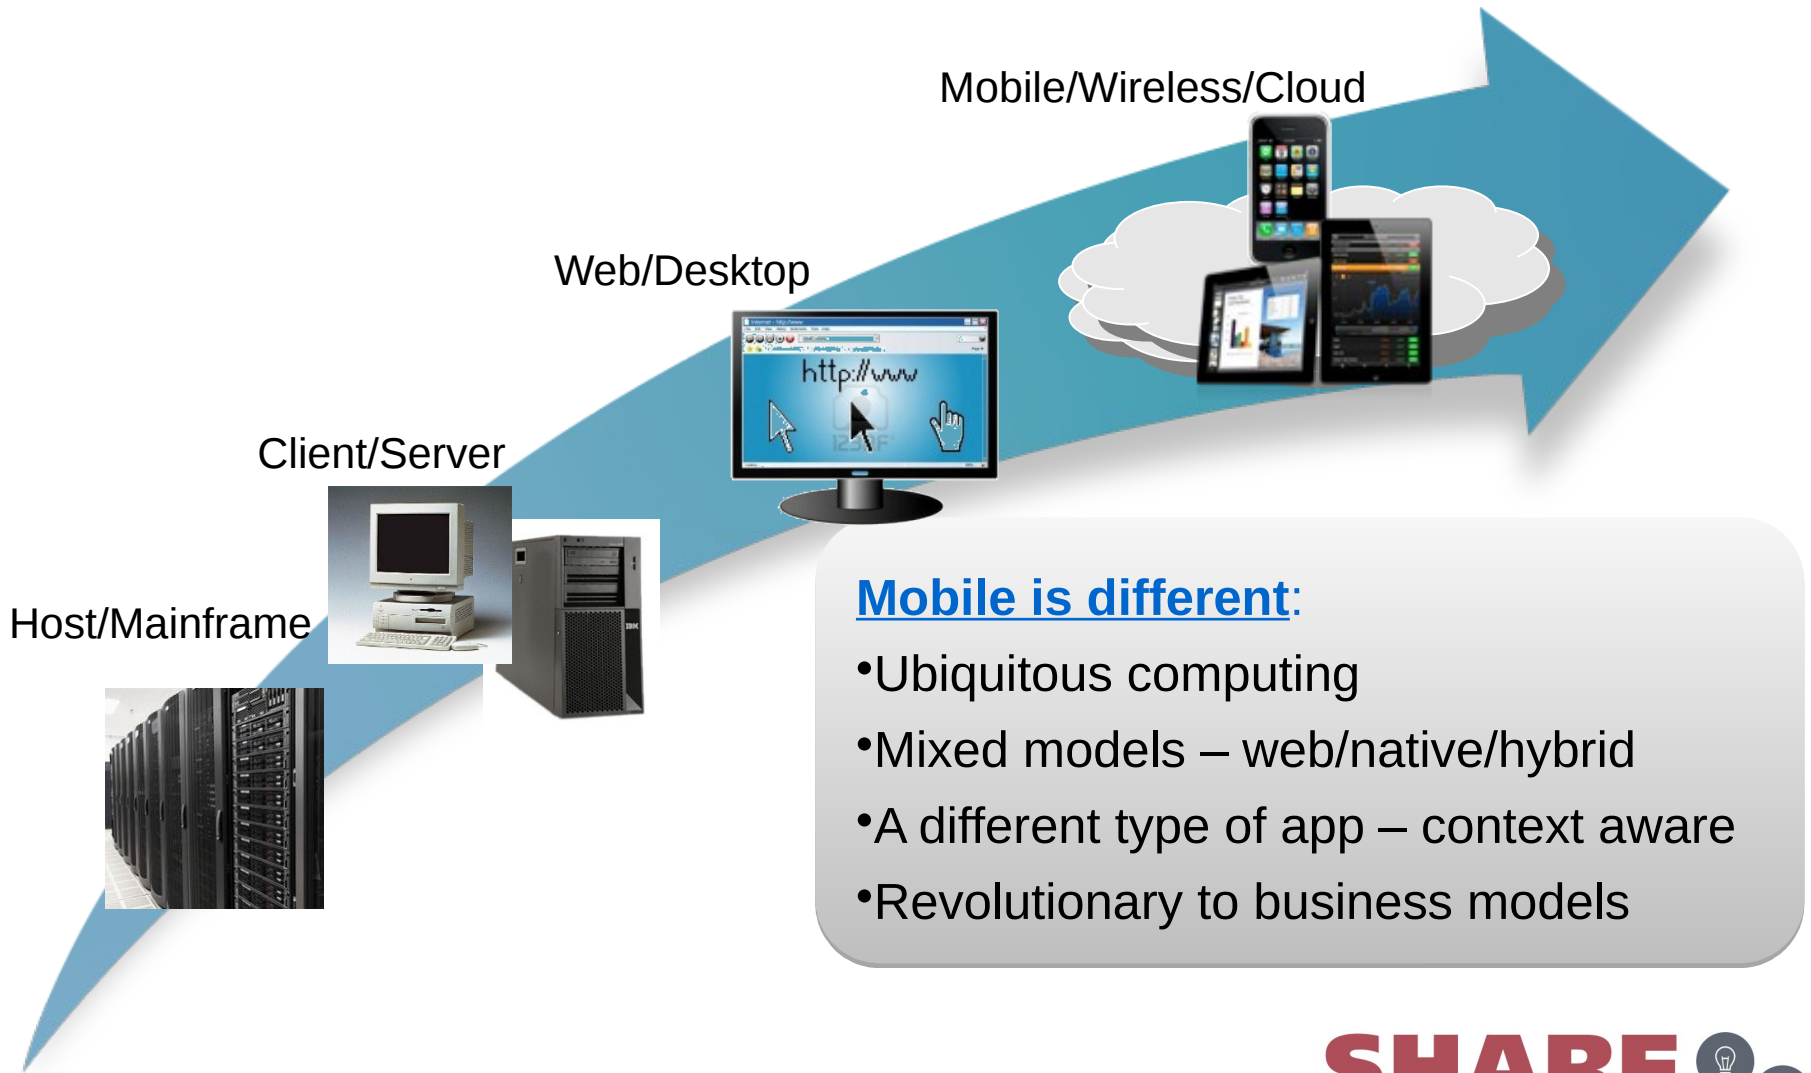 Mobile/Wireless/Cloud
Web/Desktop
http://www
Client/Server
IBM
Host/Mainframe
Mobile is different:
•Ubiquitous computing
•Mixed models – web/native/hybrid
•A different type of app – context aware
•Revolutionary to business models
SHARE